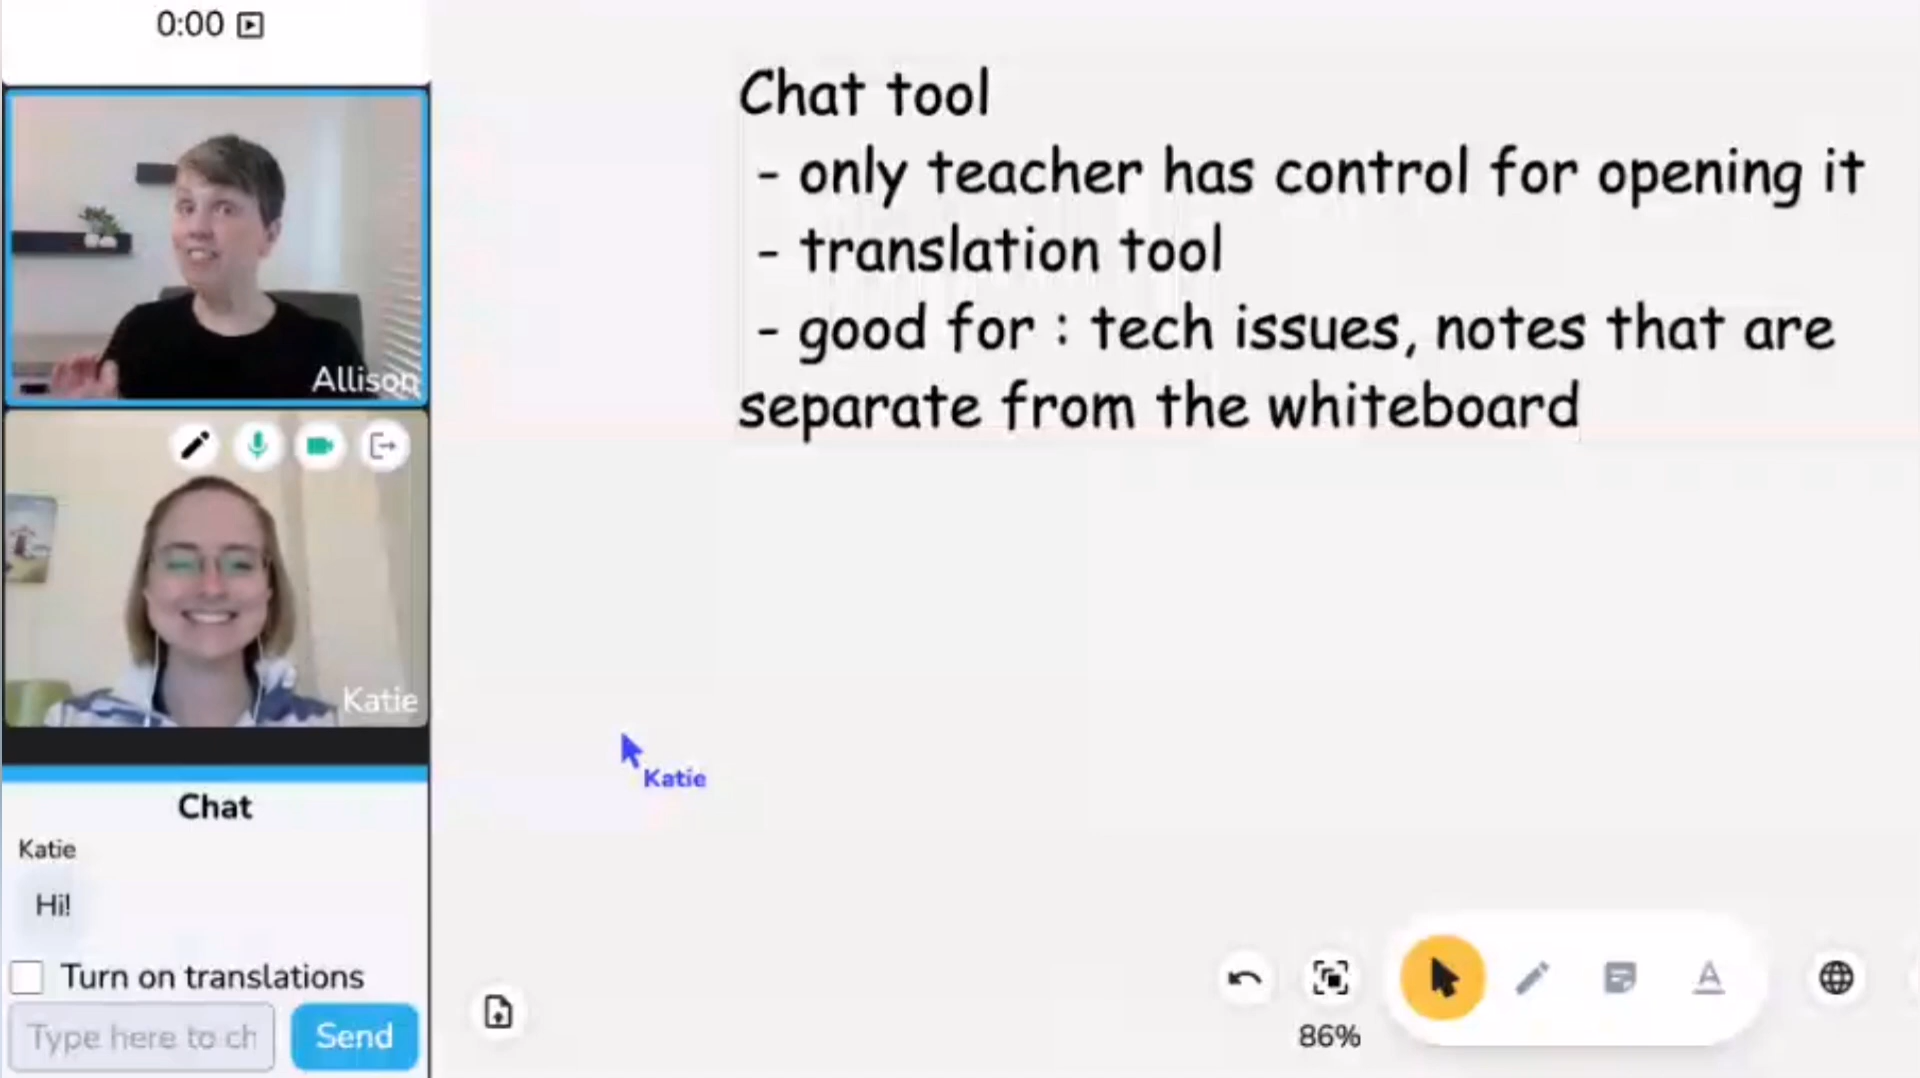 0:00
Allison
Katie
Chat
Katie
Hi!
Turn on translations
Type here to ch
Send
Chat tool
- only teacher has control for opening it
- translation tool
- good for : tech issues, notes that are
separate from the whiteboard
Katie
86%
A